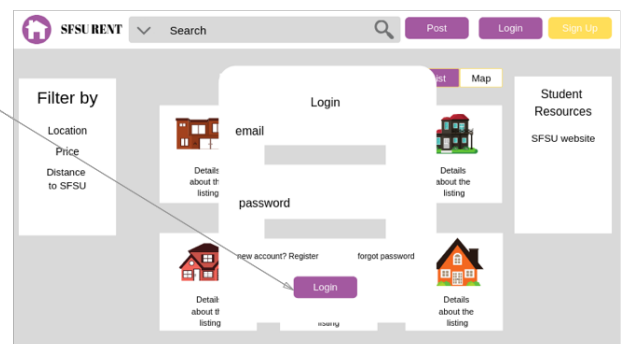 SFSU RENT
Search
Post
Login
Sign Up
Map
Filter by
Location
Price
Distance
to SFSU
Student
Resources
SFSU website
Login
email
password
new account? Register
forgot password
Login
Details
about the
listing
Details
about the
listing
listing
Details
about the
listing